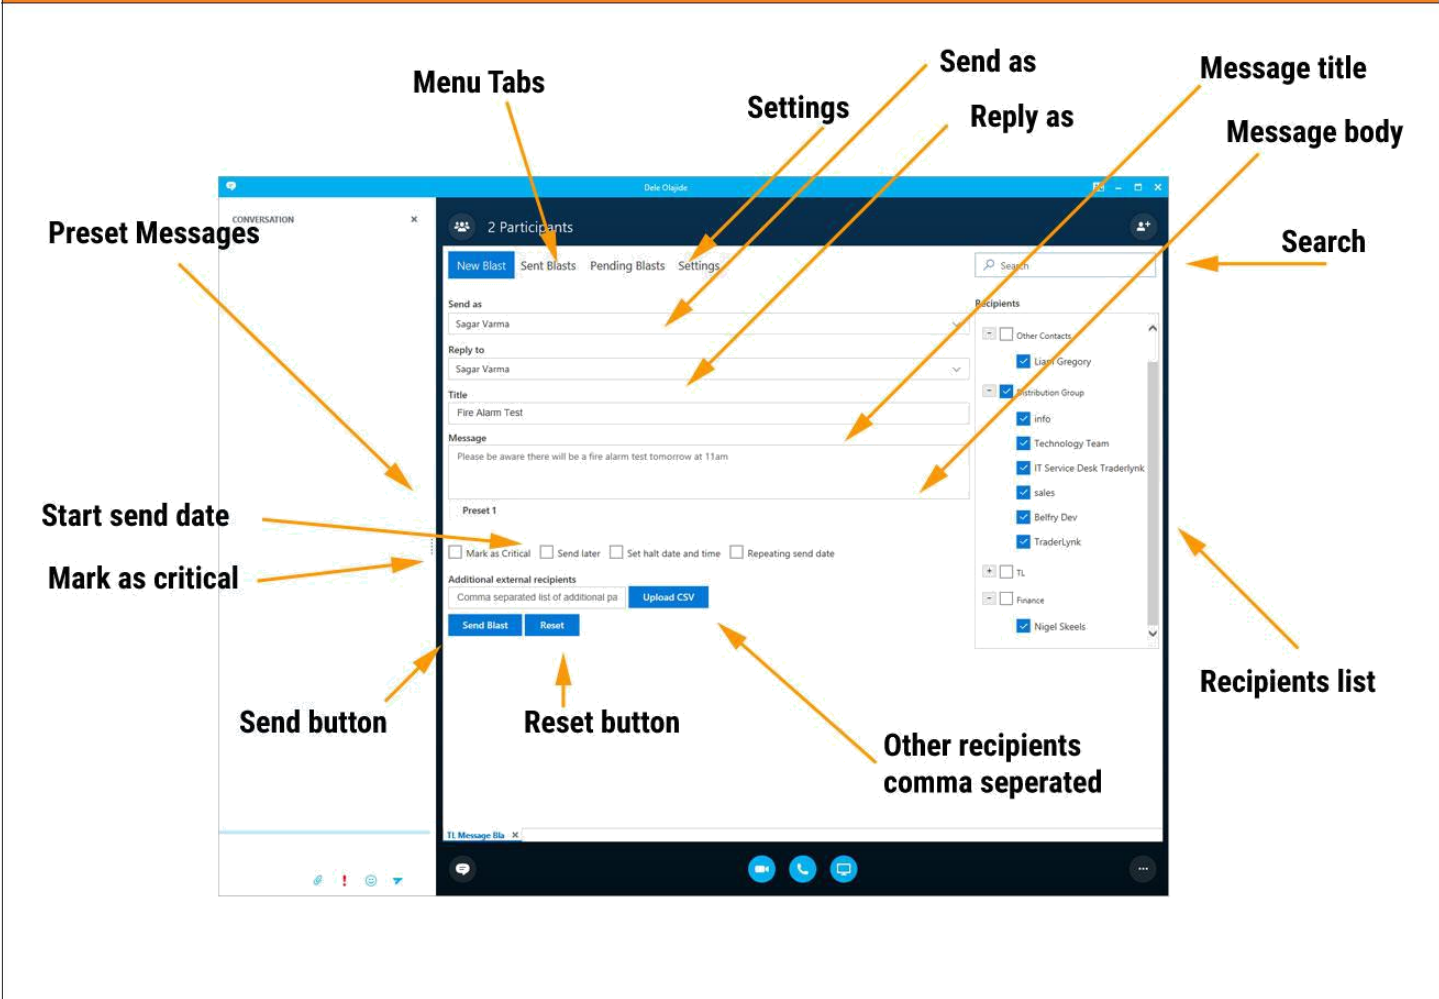 Send as
Message title
Menu Tabs
Settings
Reply as
Message body
Dele Olajide
CONVERSATION
2 Participants
Preset Messages
Search
New Blast Sent Blasts Pending Blasts Settings
Search
Send as
Recipients
Sagar Varma
Other Contacts
Reply to
Liam Gregory
Sagar Varma
Title
Distribution Group
Fire Alarm Test
info
Message
Technology Team
Please be aware there will be a fire alarm test tomorrow at 11am
IT Service Desk Traderlynk
sales
Preset 1
Belfry Dev
Start send date
TraderLynk
Mark as Critical Send later Set halt date and time Repeating send date
Mark as critical
TL
Additional external recipients
Comma separated list of additional pa
Upload CSV
Finance
Send Blast Reset
Nigel Skeels
Recipients list
Send button
Reset button
Other recipients
comma seperated
TL Message Bla